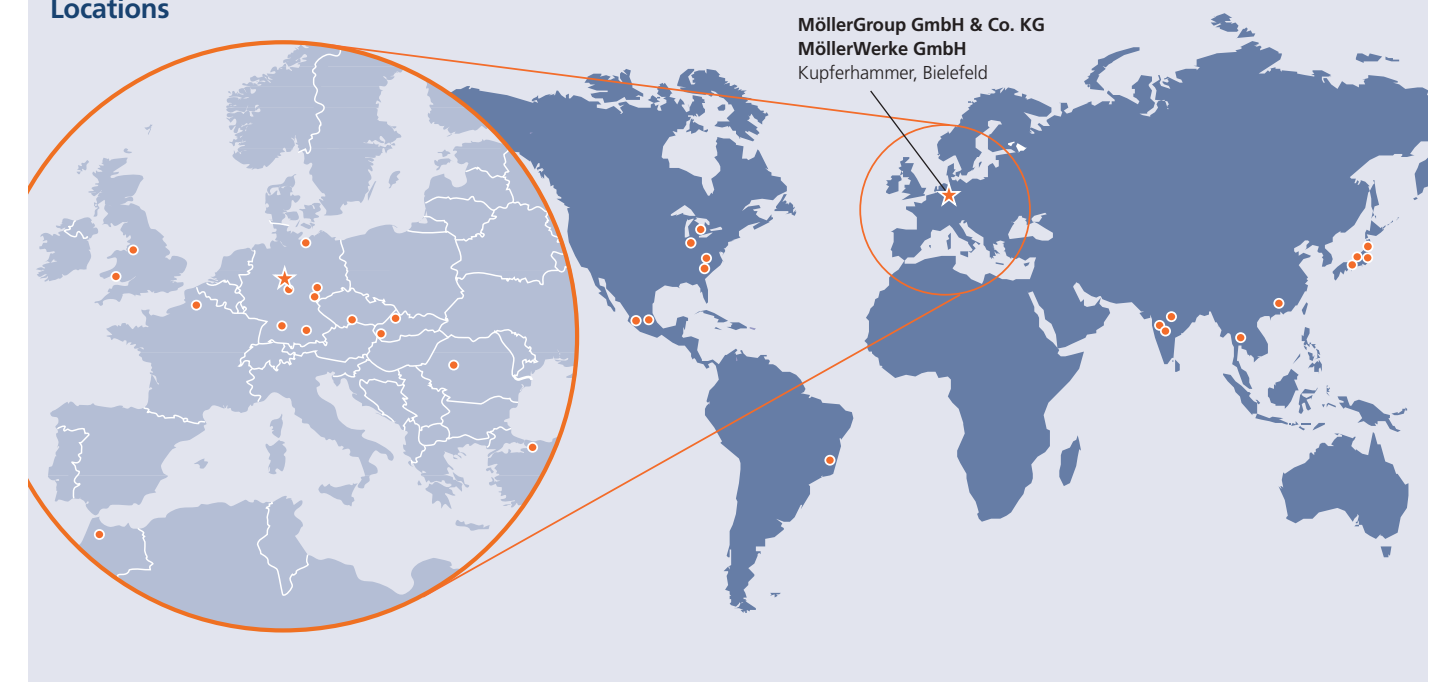 Locations
MöllerGroup GmbH & Co. KG
MöllerWerke GmbH
Kupferhammer, Bielefeld